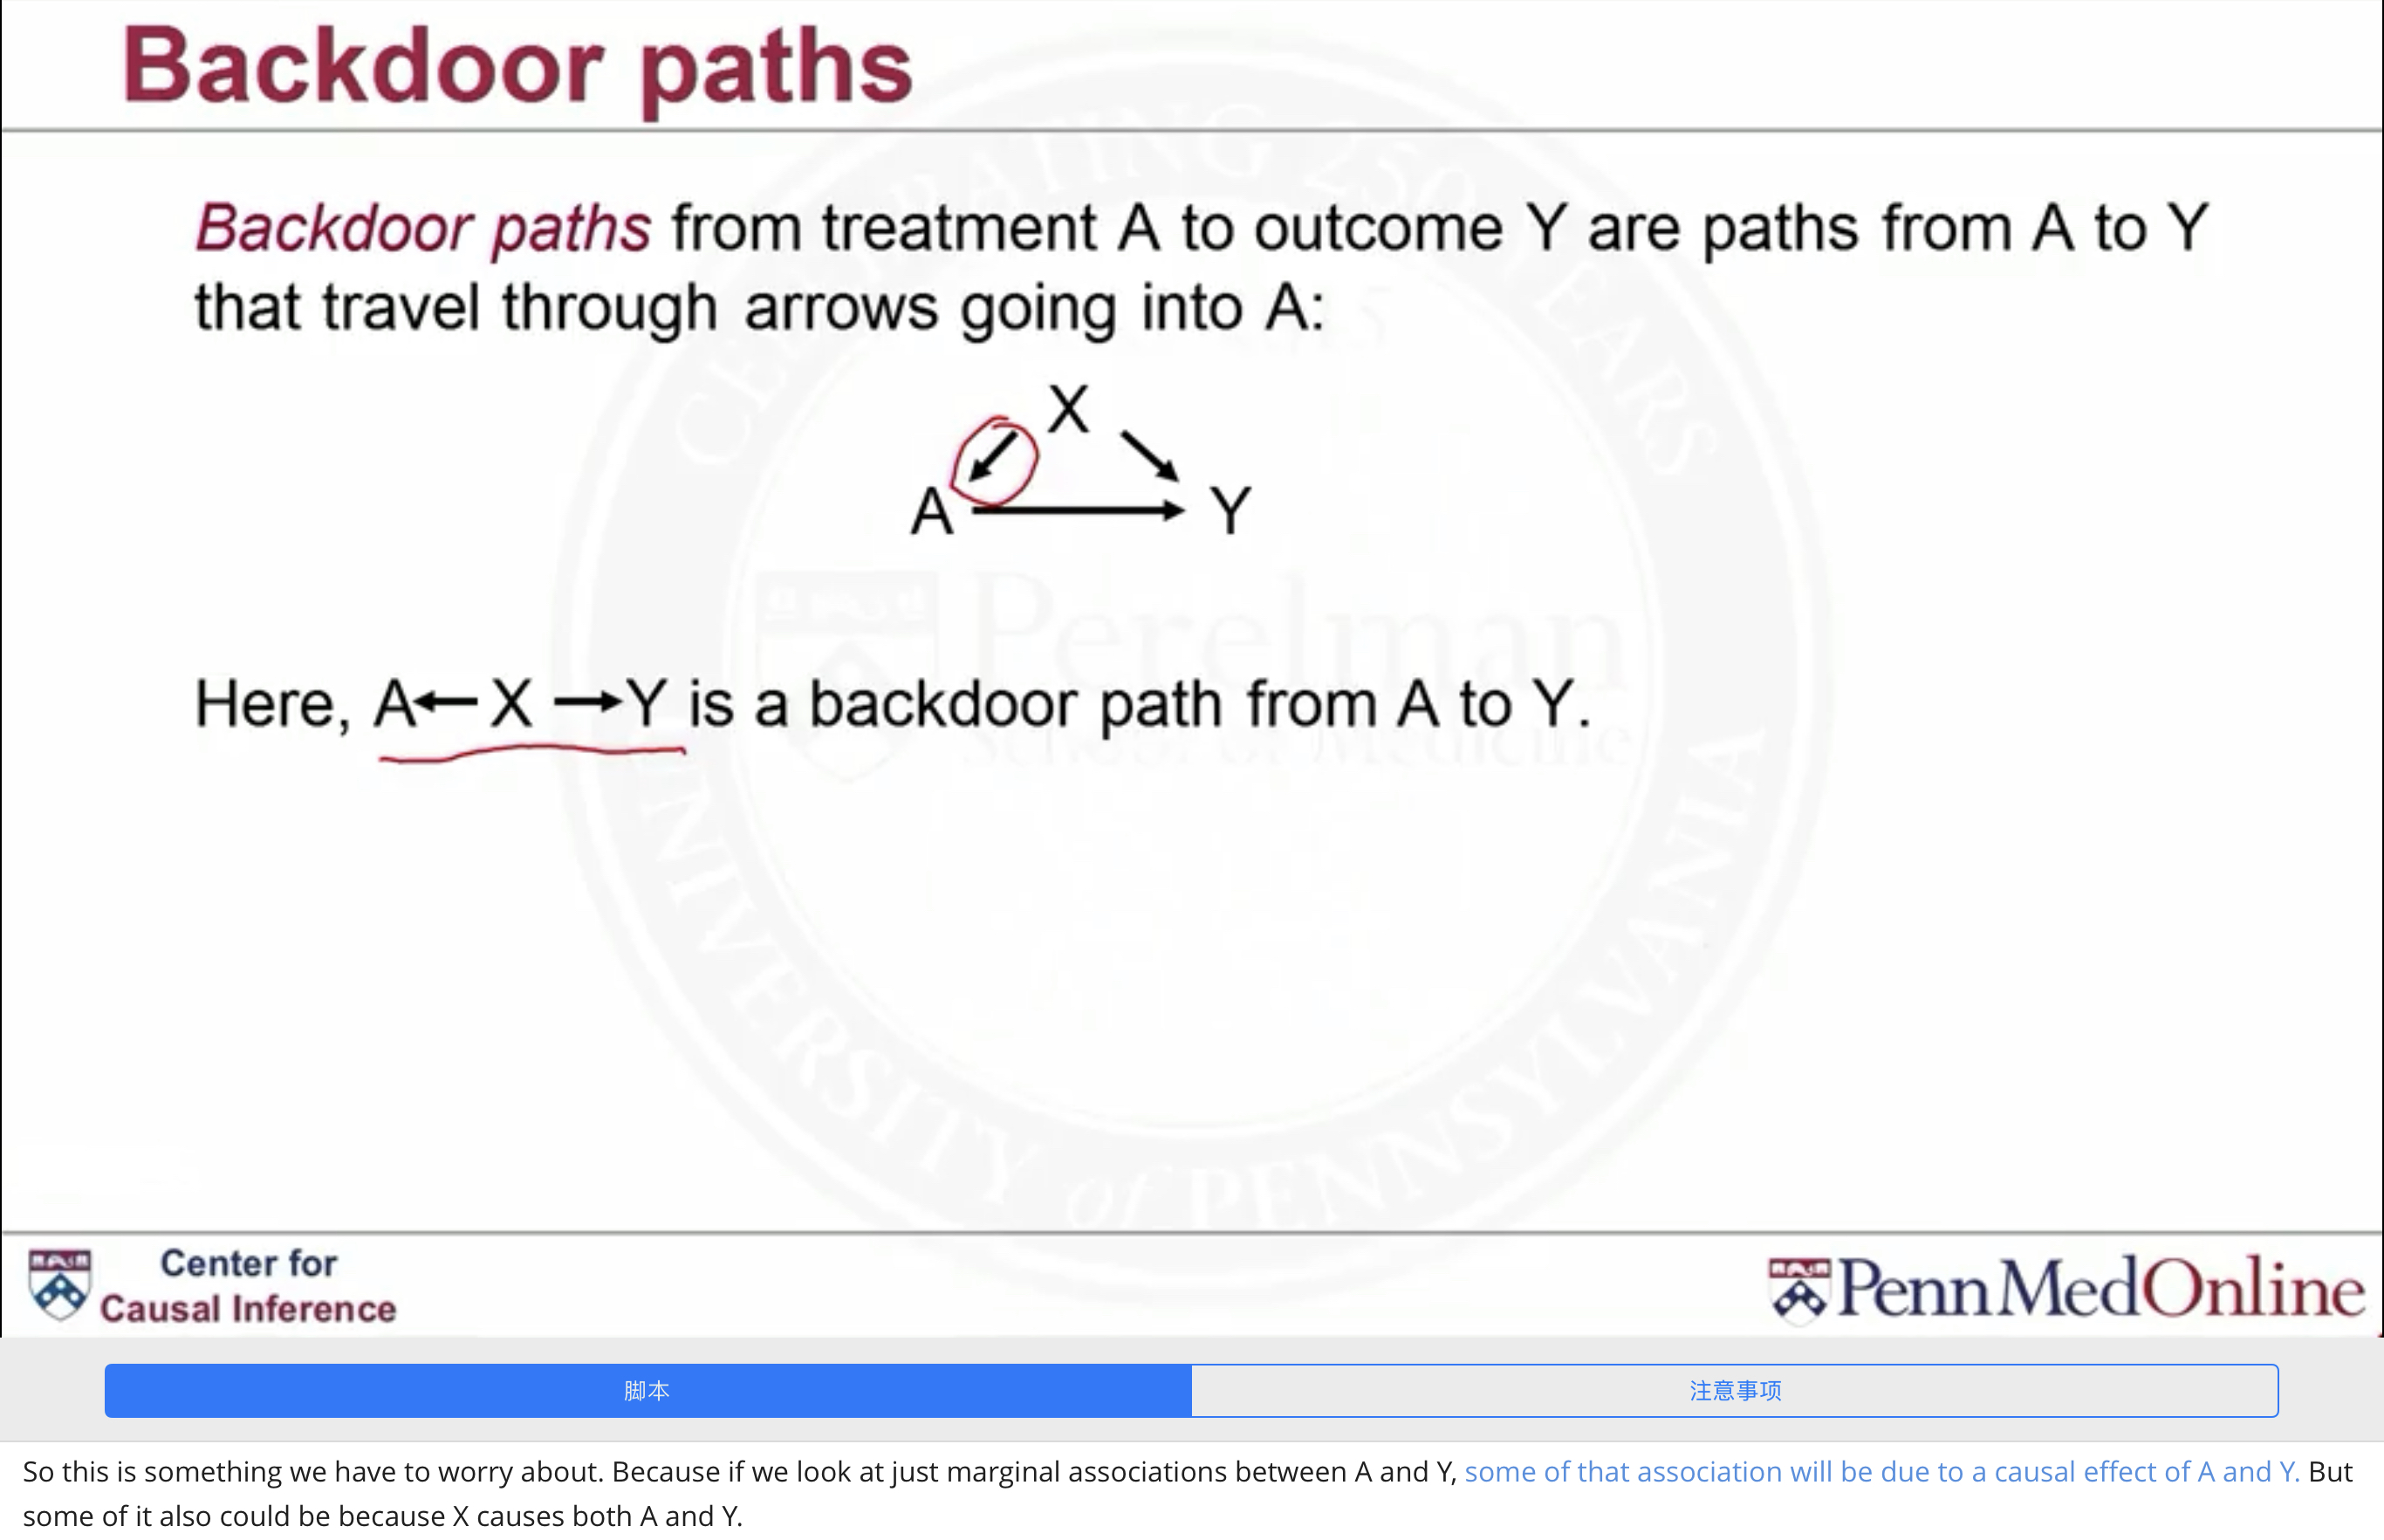 Backdoor paths
Backdoor paths from treatment A to outcome Y are paths from A to Y
that travel through arrows going into A:
X
A Y
Here, A←X→Y is a backdoor path from A to Y.
CELEBRATING 250 YEARS
Perelman
School of Medicine
UNIVERSITY of PENNSYLVANIA
Center for
Causal Inference
PennMedOnline
脚本
注意事项
So this is something we have to worry about. Because if we look at just marginal associations between A and Y, some of that association will be due to a causal effect of A and Y. But
some of it also could be because X causes both A and Y.